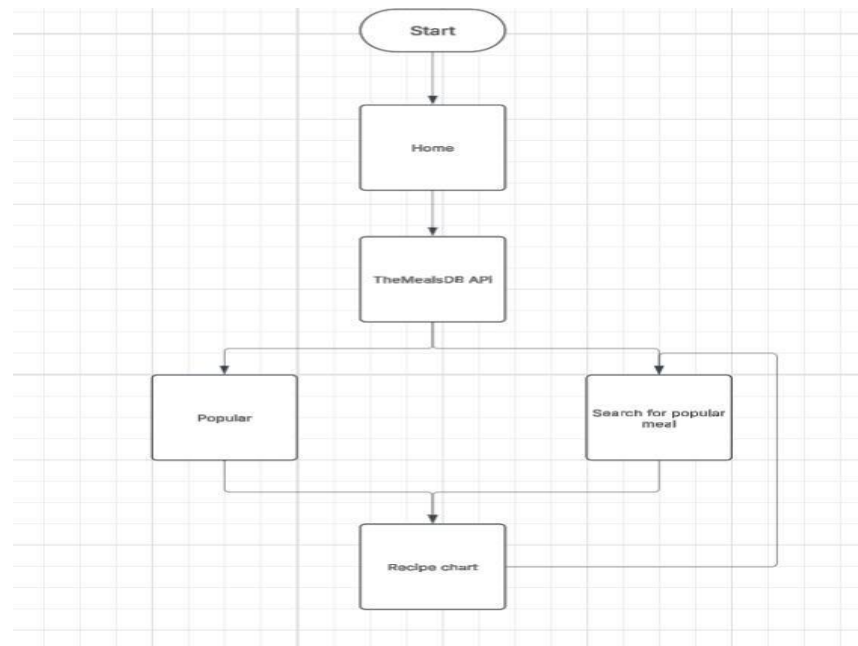 Start
Home
TheMealsDB API
Popular
Search for popular
meal
Recipe chart